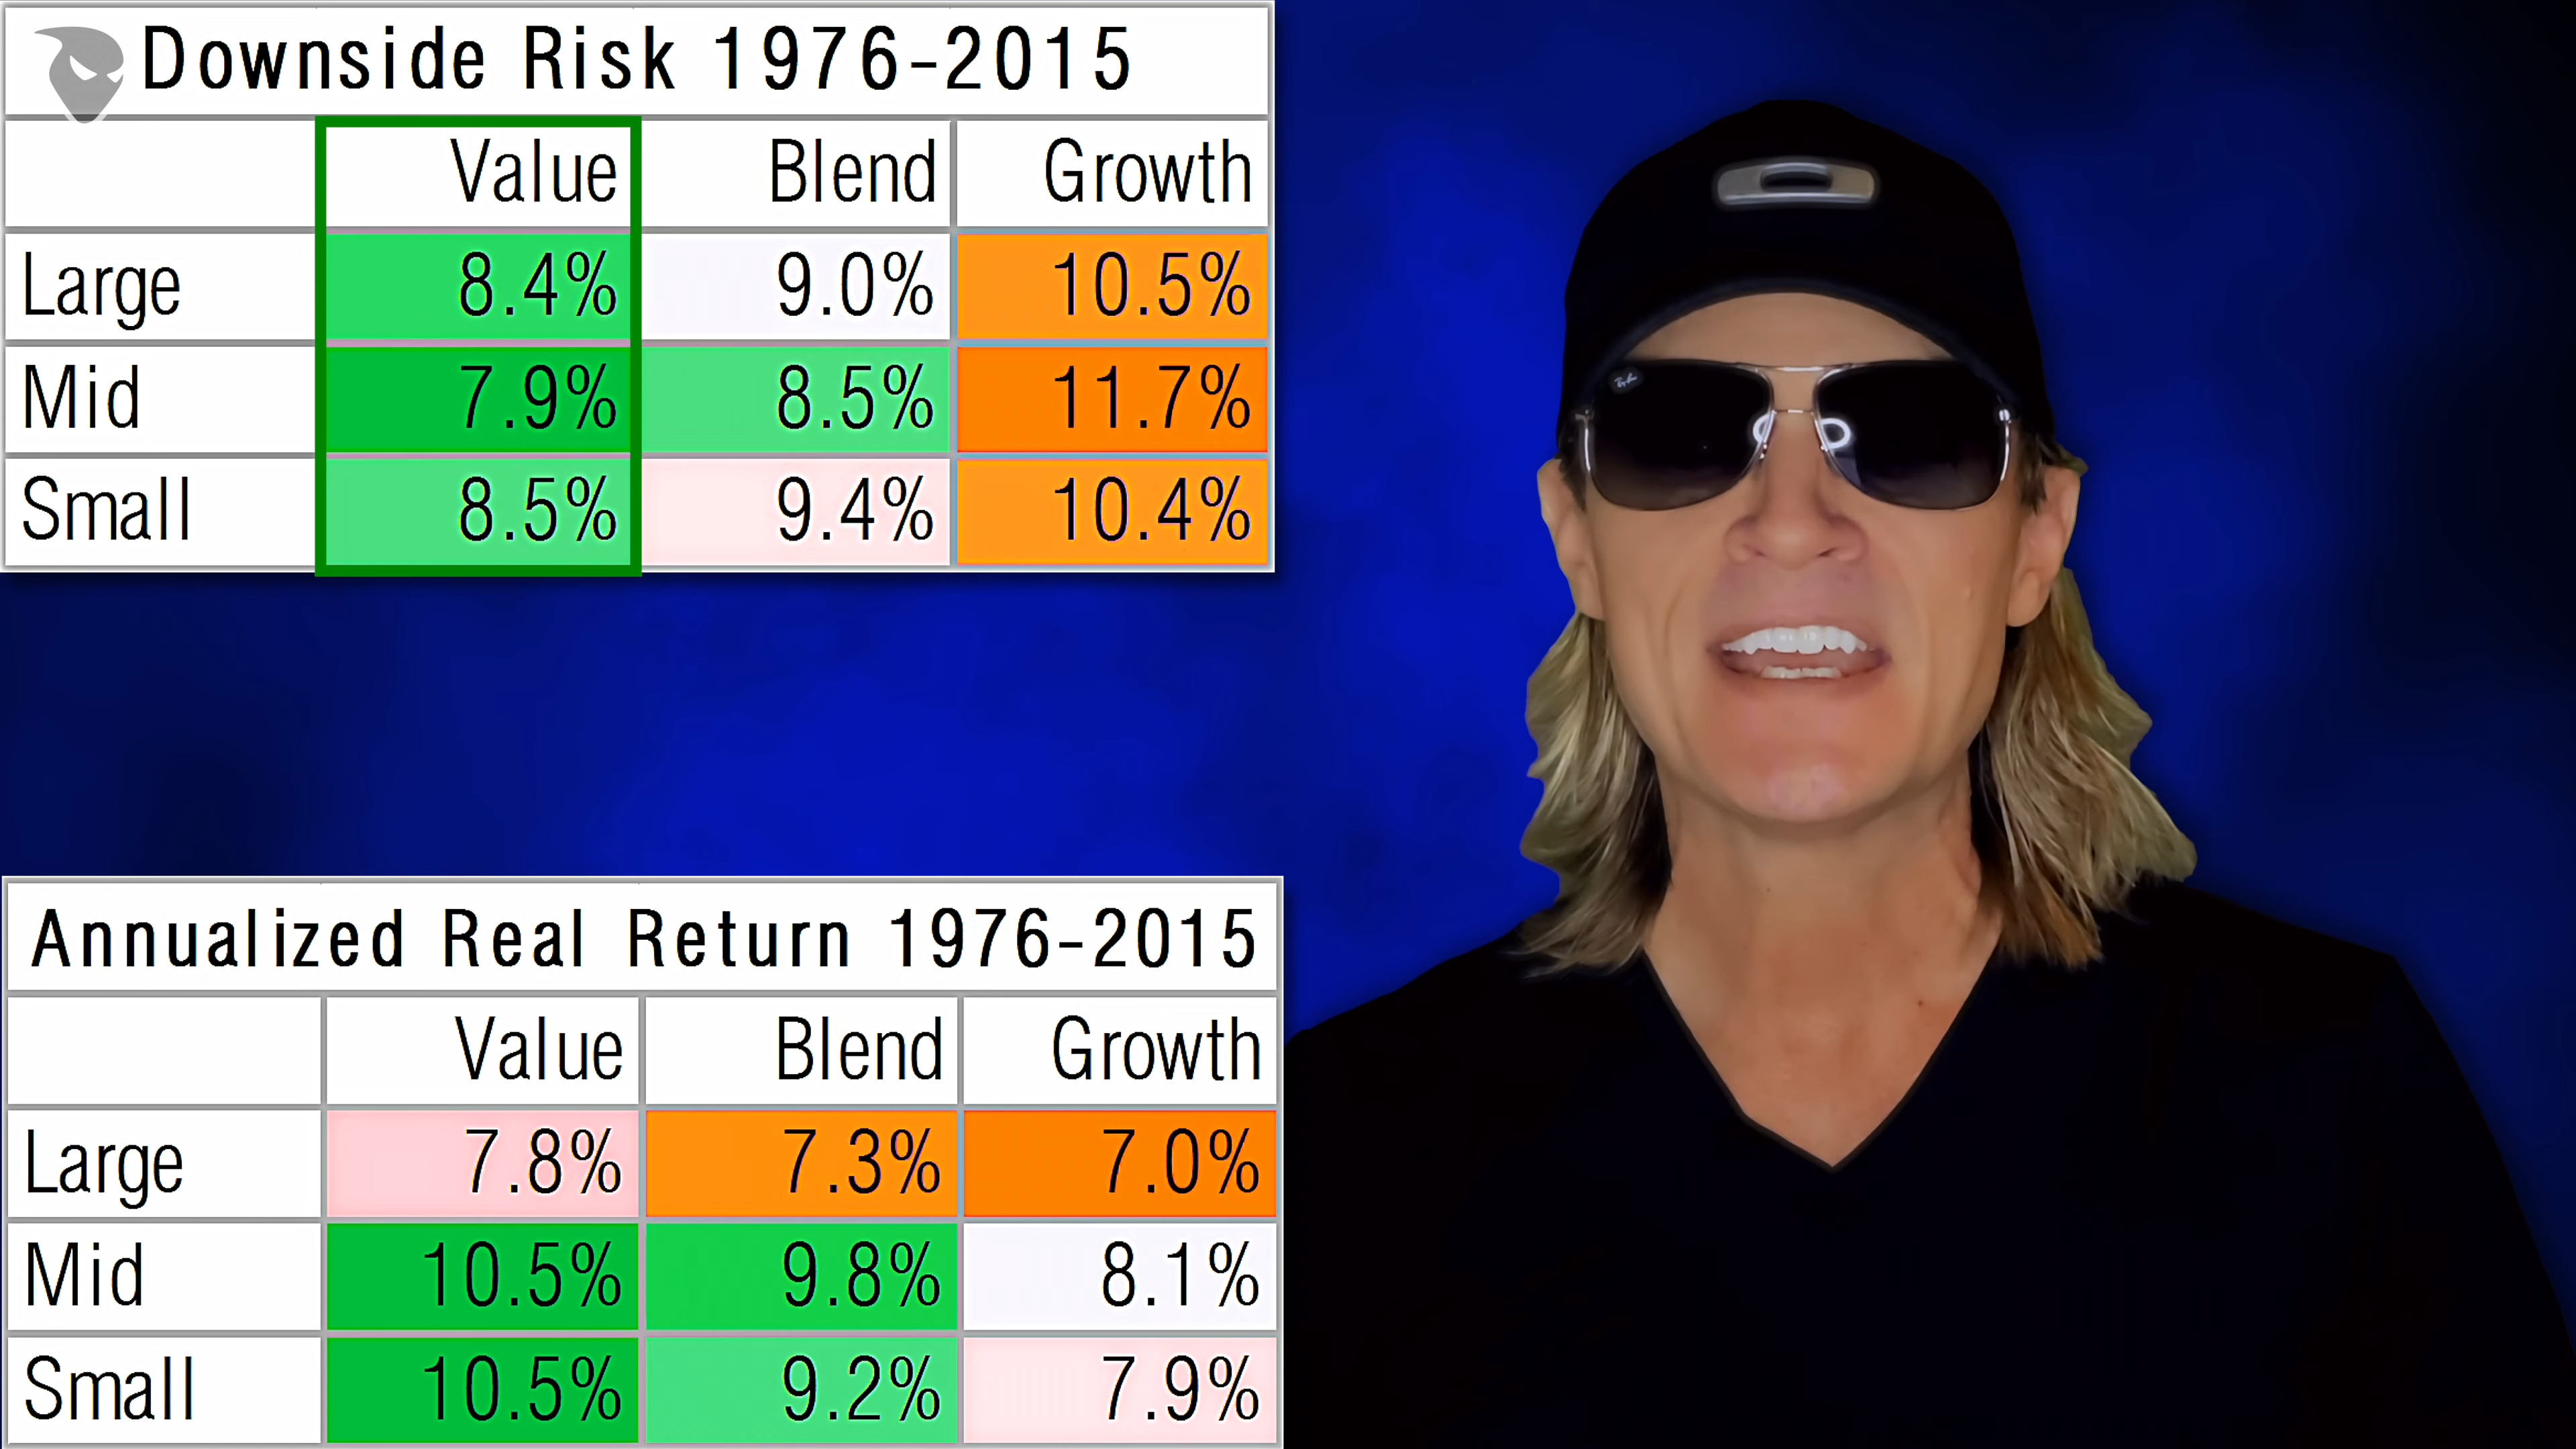 Downside Risk 1976-2015
Value Blend Growth
Large 8.4% 9.0% 10.5%
Mid 7.9% 8.5% 11.7%
Small 8.5% 9.4% 10.4%
Ray-Ban
Annualized Real Return 1976-2015
Value Blend Growth
Large 7.8% 7.3% 7.0%
Mid 10.5% 9.8% 8.1%
Small 10.5% 9.2% 7.9%